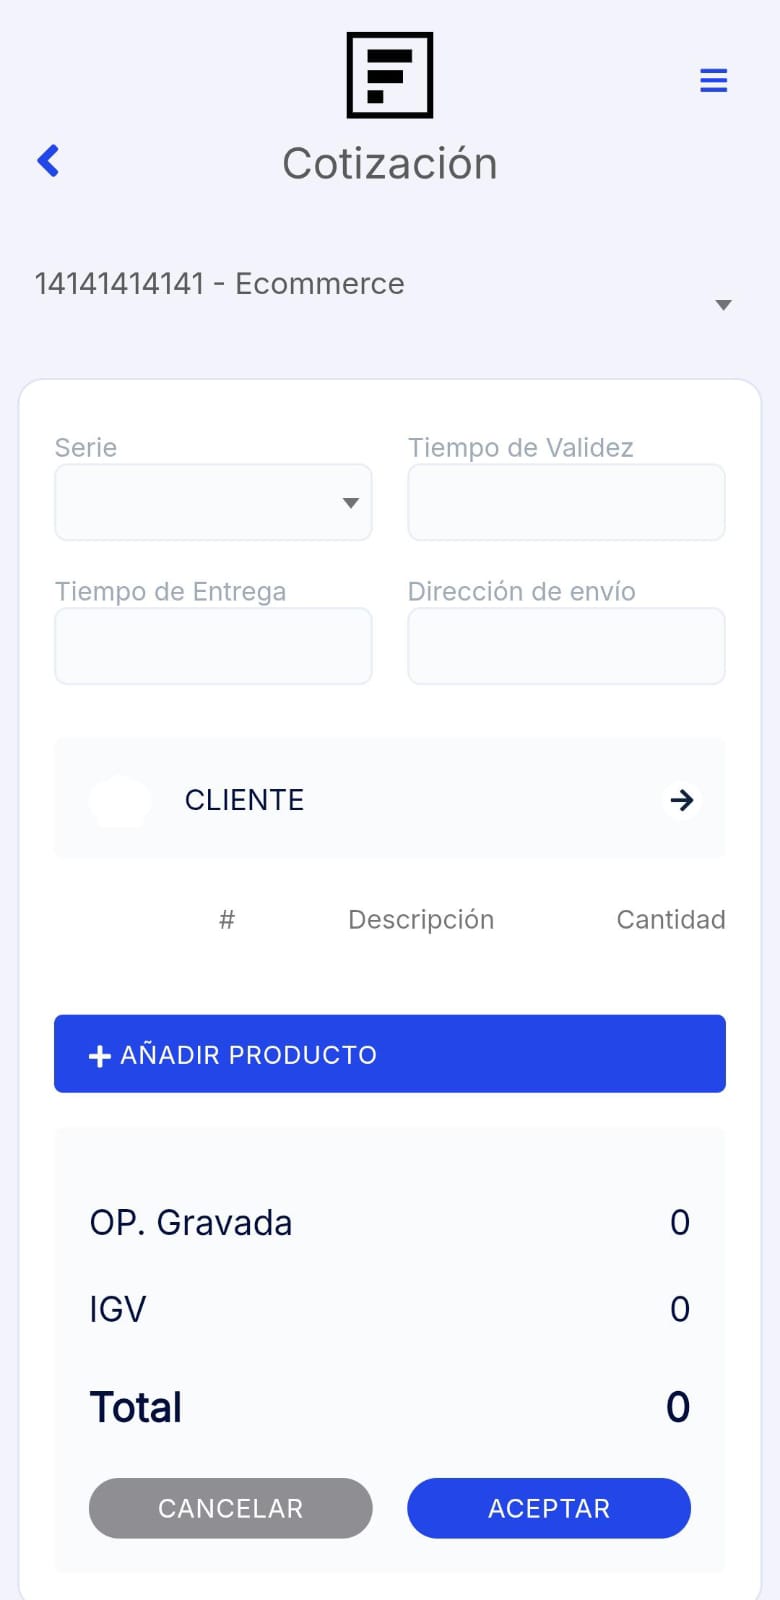 Cotización
14141414141 - Ecommerce
Serie
Tiempo de Validez
Tiempo de Entrega
Dirección de envío
CLIENTE
# Descripción Cantidad
AÑADIR PRODUCTO
OP. Gravada 0
IGV 0
Total 0
CANCELAR ACEPTAR